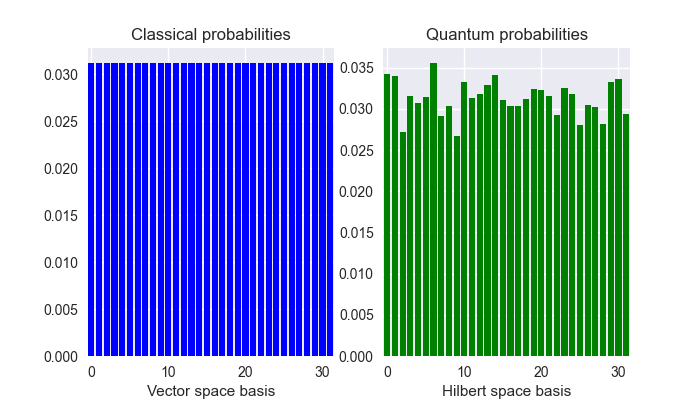 Classical probabilities
0.030
0.025
0.020
0.015
0.010
0.005
0.000
0 10 20 30
Vector space basis
Quantum probabilities
0.035
0.030
0.025
0.020
0.015
0.010
0.005
0.000
0 10 20 30
Hilbert space basis